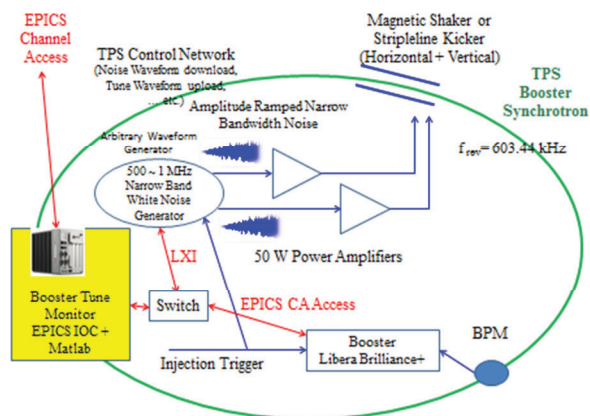 EPICS
Channel
Access
TPS Control Network
(Noise Waveform download,
Tune Waveform upload,
... etc.)
Magnetic Shaker or
Stripleline Kicker
(Horizontal + Vertical)
TPS
Booster
Synchrotron
Amplitude Ramped Narrow
Bandwidth Noise
f rev = 603.44 kHz
Arbitrary Waveform
Generator
500 ~ 1 MHz
Narrow Band
White Noise
Generator
50 W Power Amplifiers
LXI
Booster Tune
Monitor
EPICS IOC +
Matlab
Switch
EPICS CA Access
Injection Trigger
Booster
Libera Brilliance+
BPM